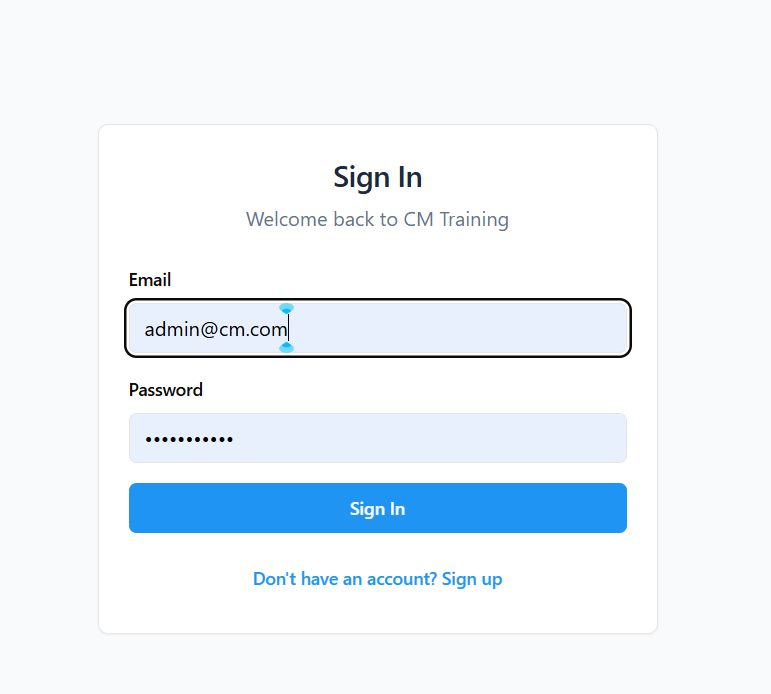 Sign In
Welcome back to CM Training
Email
admin@cm.com
Password
•••••••••••
Sign In
Don't have an account? Sign up